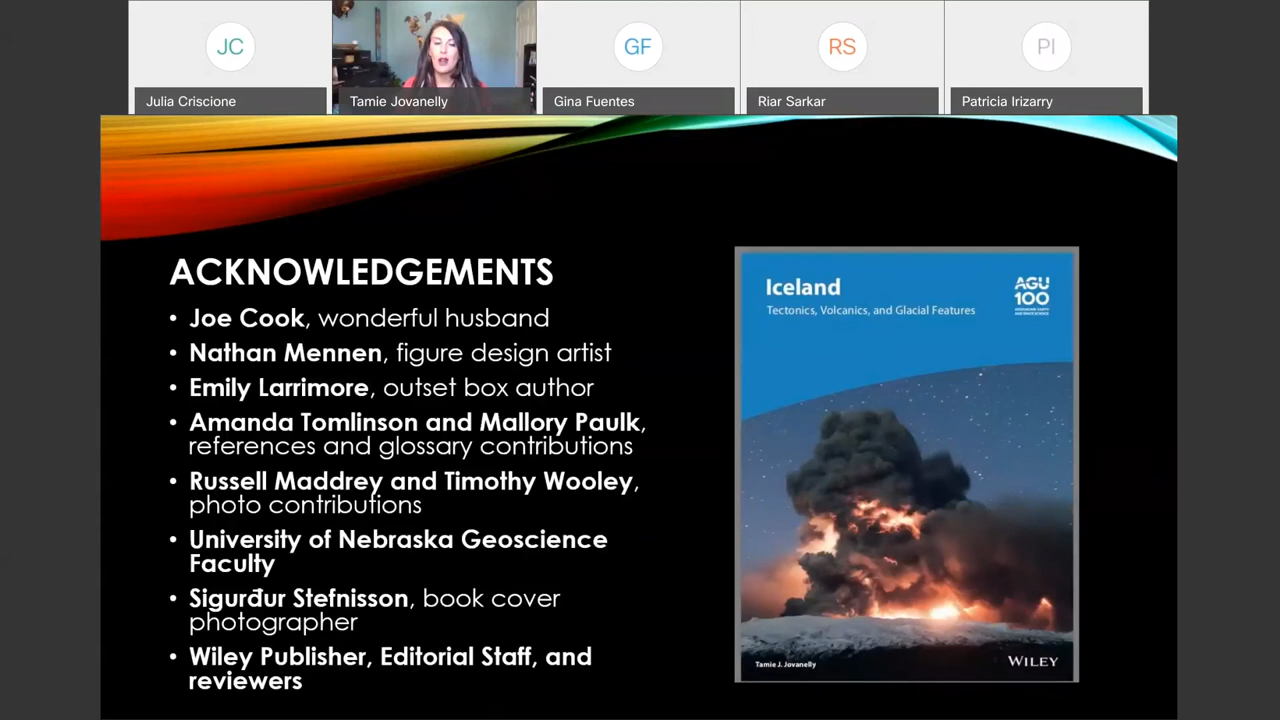 JC
GF
RS
PI
Julia Criscione
Tamie Jovanelly
Gina Fuentes
Riar Sarkar
Patricia Irizarry
ACKNOWLEDGEMENTS
• Joe Cook, wonderful husband
• Nathan Mennen, figure design artist
• Emily Larrimore, outset box author
• Amanda Tomlinson and Mallory Paulk,
references and glossary contributions
• Russell Maddrey and Timothy Wooley,
photo contributions
• University of Nebraska Geoscience
Faculty
• Sigurđur Stefnisson, book cover
photographer
• Wiley Publisher, Editorial Staff, and
reviewers
Iceland
Tectonics, Volcanics, and Glacial Features
AGU
100
Tamie J. Jovanelly
WILEY